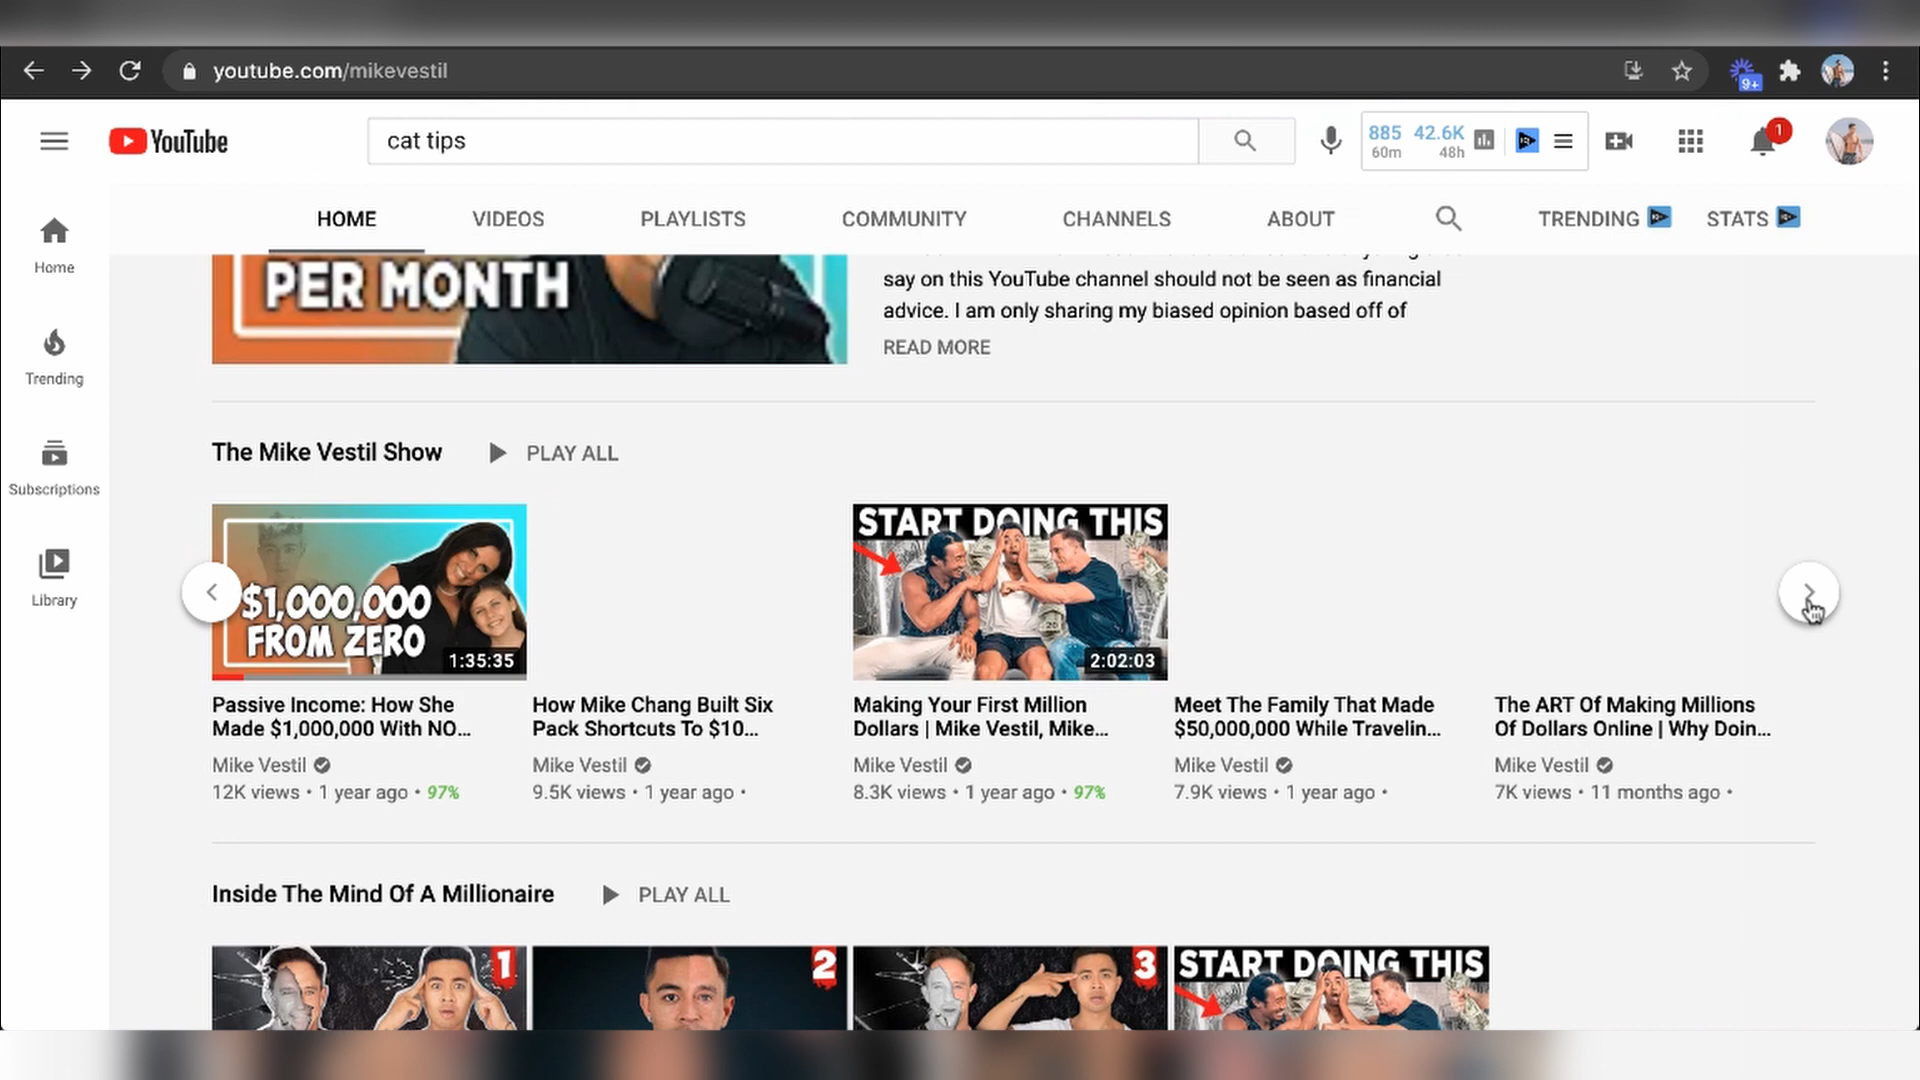 youtube.com/mikevestil
9+
YouTube
cat tips
885 42.6K
60m 48h
1
HOME VIDEOS PLAYLISTS COMMUNITY CHANNELS ABOUT TRENDING STATS
Home
Trending
Subscriptions
Library
PER MONTH
say on this YouTube channel should not be seen as financial
advice. I am only sharing my biased opinion based off of
READ MORE
The Mike Vestil Show PLAY ALL
$1,000,000
FROM ZERO
1:35:35
Passive Income: How She
Made $1,000,000 With NO...
Mike Vestil
12K views • 1 year ago • 97%
How Mike Chang Built Six
Pack Shortcuts To $10...
Mike Vestil
9.5K views • 1 year ago •
START DOING THIS
2:02:03
Making Your First Million
Dollars | Mike Vestil, Mike...
Mike Vestil
8.3K views • 1 year ago • 97%
Meet The Family That Made
$50,000,000 While Travelin...
Mike Vestil
7.9K views • 1 year ago •
The ART Of Making Millions
Of Dollars Online | Why Doin...
Mike Vestil
7K views • 11 months ago •
Inside The Mind Of A Millionaire PLAY ALL
1
2
3
START DOING THIS